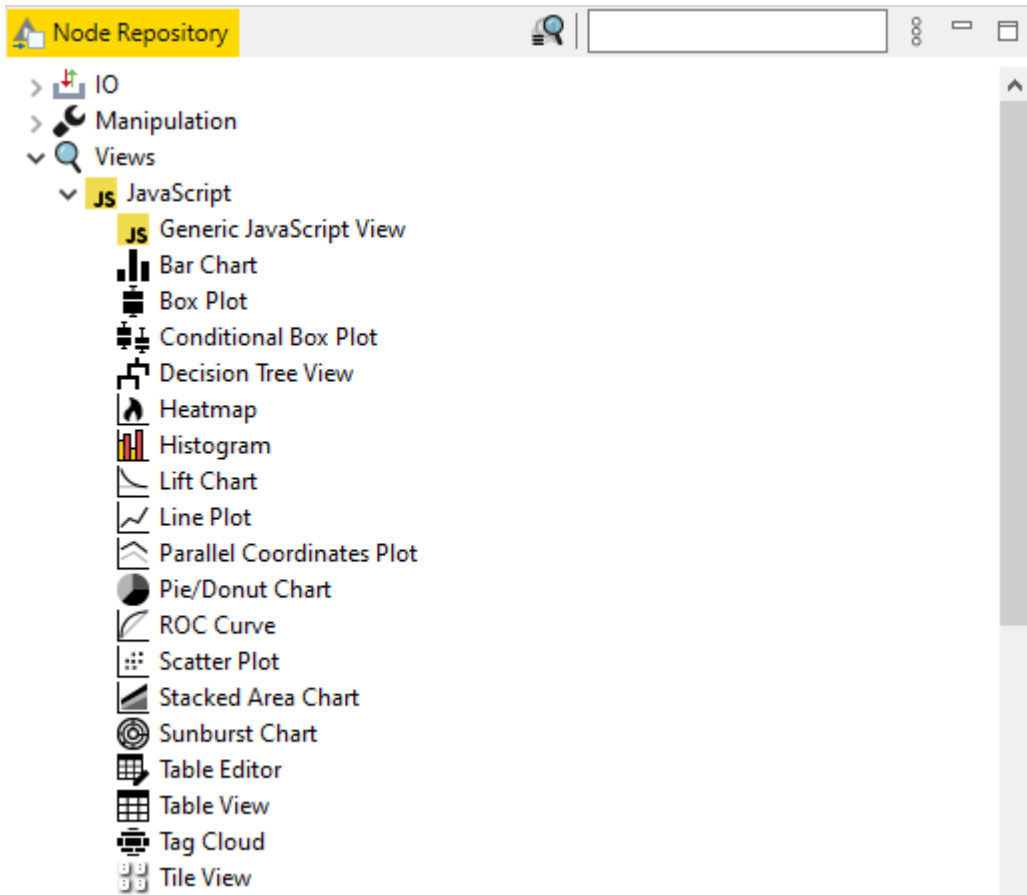 Node Repository
IO
Manipulation
Views
JS JavaScript
JS Generic JavaScript View
Bar Chart
Box Plot
Conditional Box Plot
Decision Tree View
Heatmap
Histogram
Lift Chart
Line Plot
Parallel Coordinates Plot
Pie/Donut Chart
ROC Curve
Scatter Plot
Stacked Area Chart
Sunburst Chart
Table Editor
Table View
Tag Cloud
Tile View